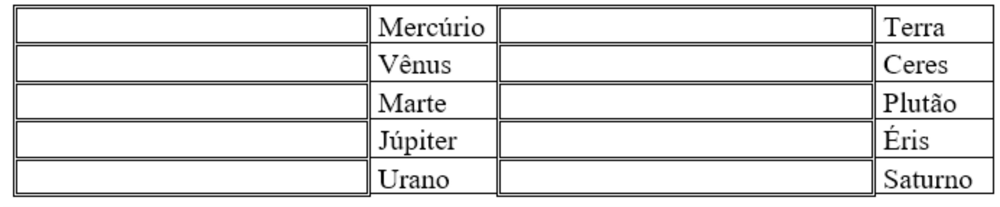 Mercúrio Terra
Vênus Ceres
Marte Plutão
Júpiter Éris
Urano Saturno